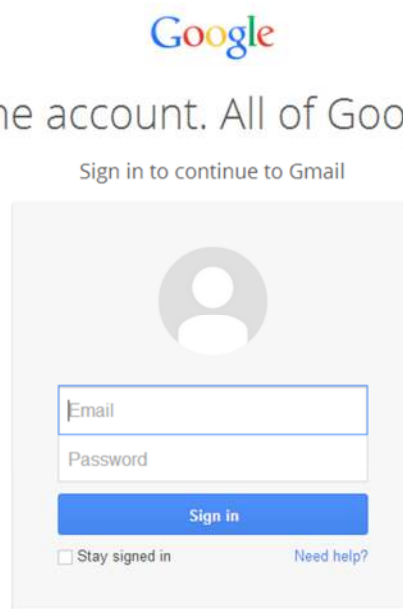 Google
ne account. All of Goo
Sign in to continue to Gmail
Email
Password
Sign in
Stay signed in
Need help?